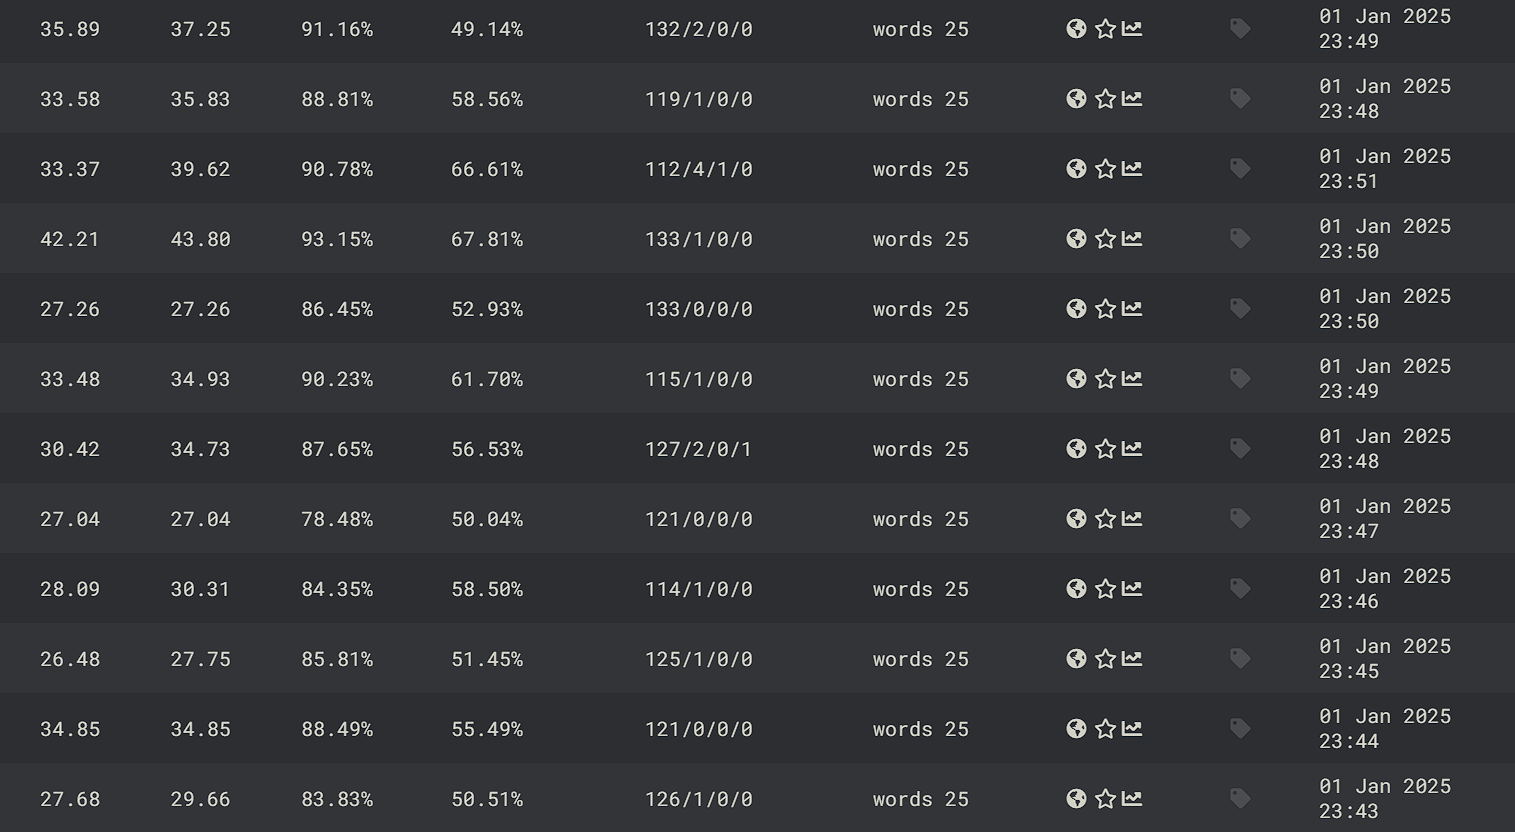 35.89 37.25 91.16% 49.14% 132/2/0/0 words 25 01 Jan 2025
23:49
33.58 35.83 88.81% 58.56% 119/1/0/0 words 25 01 Jan 2025
23:48
33.37 39.62 90.78% 66.61% 112/4/1/0 words 25 01 Jan 2025
23:51
42.21 43.80 93.15% 67.81% 133/1/0/0 words 25 01 Jan 2025
23:50
27.26 27.26 86.45% 52.93% 133/0/0/0 words 25 01 Jan 2025
23:50
33.48 34.93 90.23% 61.70% 115/1/0/0 words 25 01 Jan 2025
23:49
30.42 34.73 87.65% 56.53% 127/2/0/1 words 25 01 Jan 2025
23:48
27.04 27.04 78.48% 50.04% 121/0/0/0 words 25 01 Jan 2025
23:47
28.09 30.31 84.35% 58.50% 114/1/0/0 words 25 01 Jan 2025
23:46
26.48 27.75 85.81% 51.45% 125/1/0/0 words 25 01 Jan 2025
23:45
34.85 34.85 88.49% 55.49% 121/0/0/0 words 25 01 Jan 2025
23:44
27.68 29.66 83.83% 50.51% 126/1/0/0 words 25 01 Jan 2025
23:43